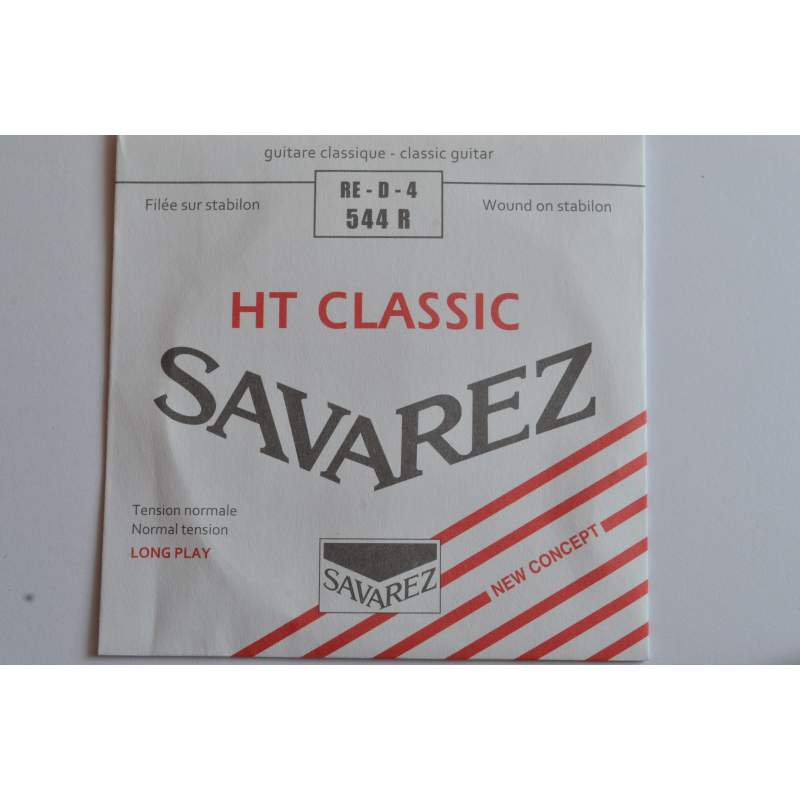 guitare classique - classic guitar
RE - D - 4
544 R
Filée sur stabilon
Wound on stabilon
HT CLASSIC
SAVAREZ
Tension normale
Normal tension
LONG PLAY
SAVAREZ
NEW CONCEPT